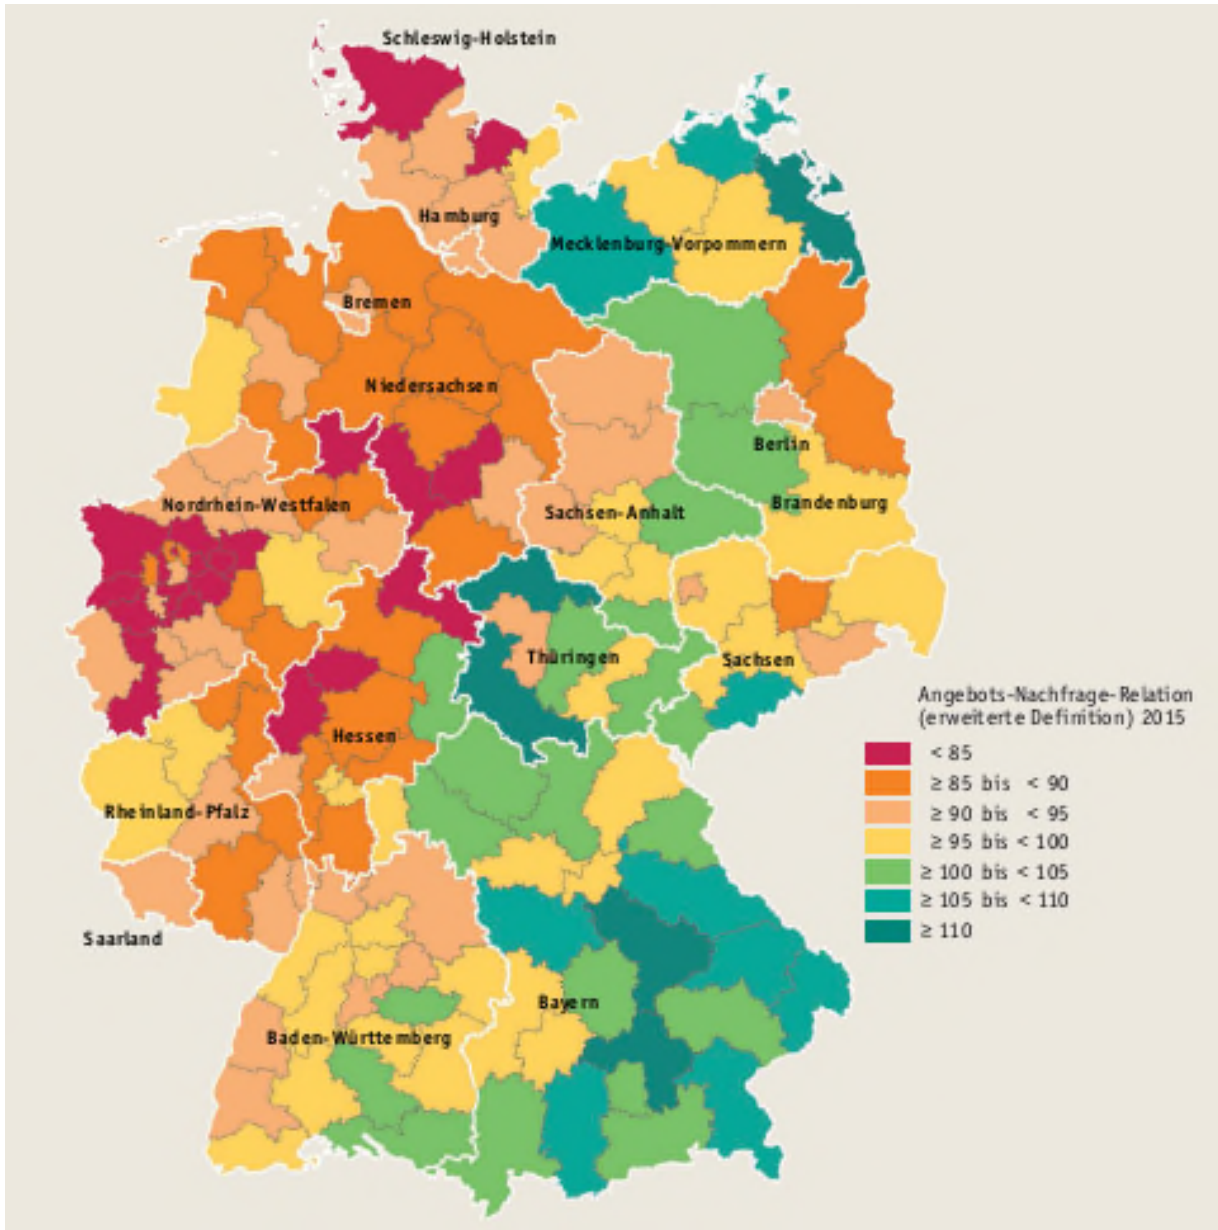 Schleswig-Holstein
Hamburg
Mecklenburg-Vorpommern
Bremen
Niedersachsen
Berlin
Nordrhein-Westfalen
Sachsen-Anhalt
Brandenburg
Thüringen
Sachsen
Hessen
Rheinland-Pfalz
Saarland
Bayern
Baden-Württemberg
Angebots-Nachfrage-Relation
(erweiterte Definition) 2015
< 85
≥ 85 bis < 90
≥ 90 bis < 95
≥ 95 bis < 100
≥ 100 bis < 105
≥ 105 bis < 110
≥ 110